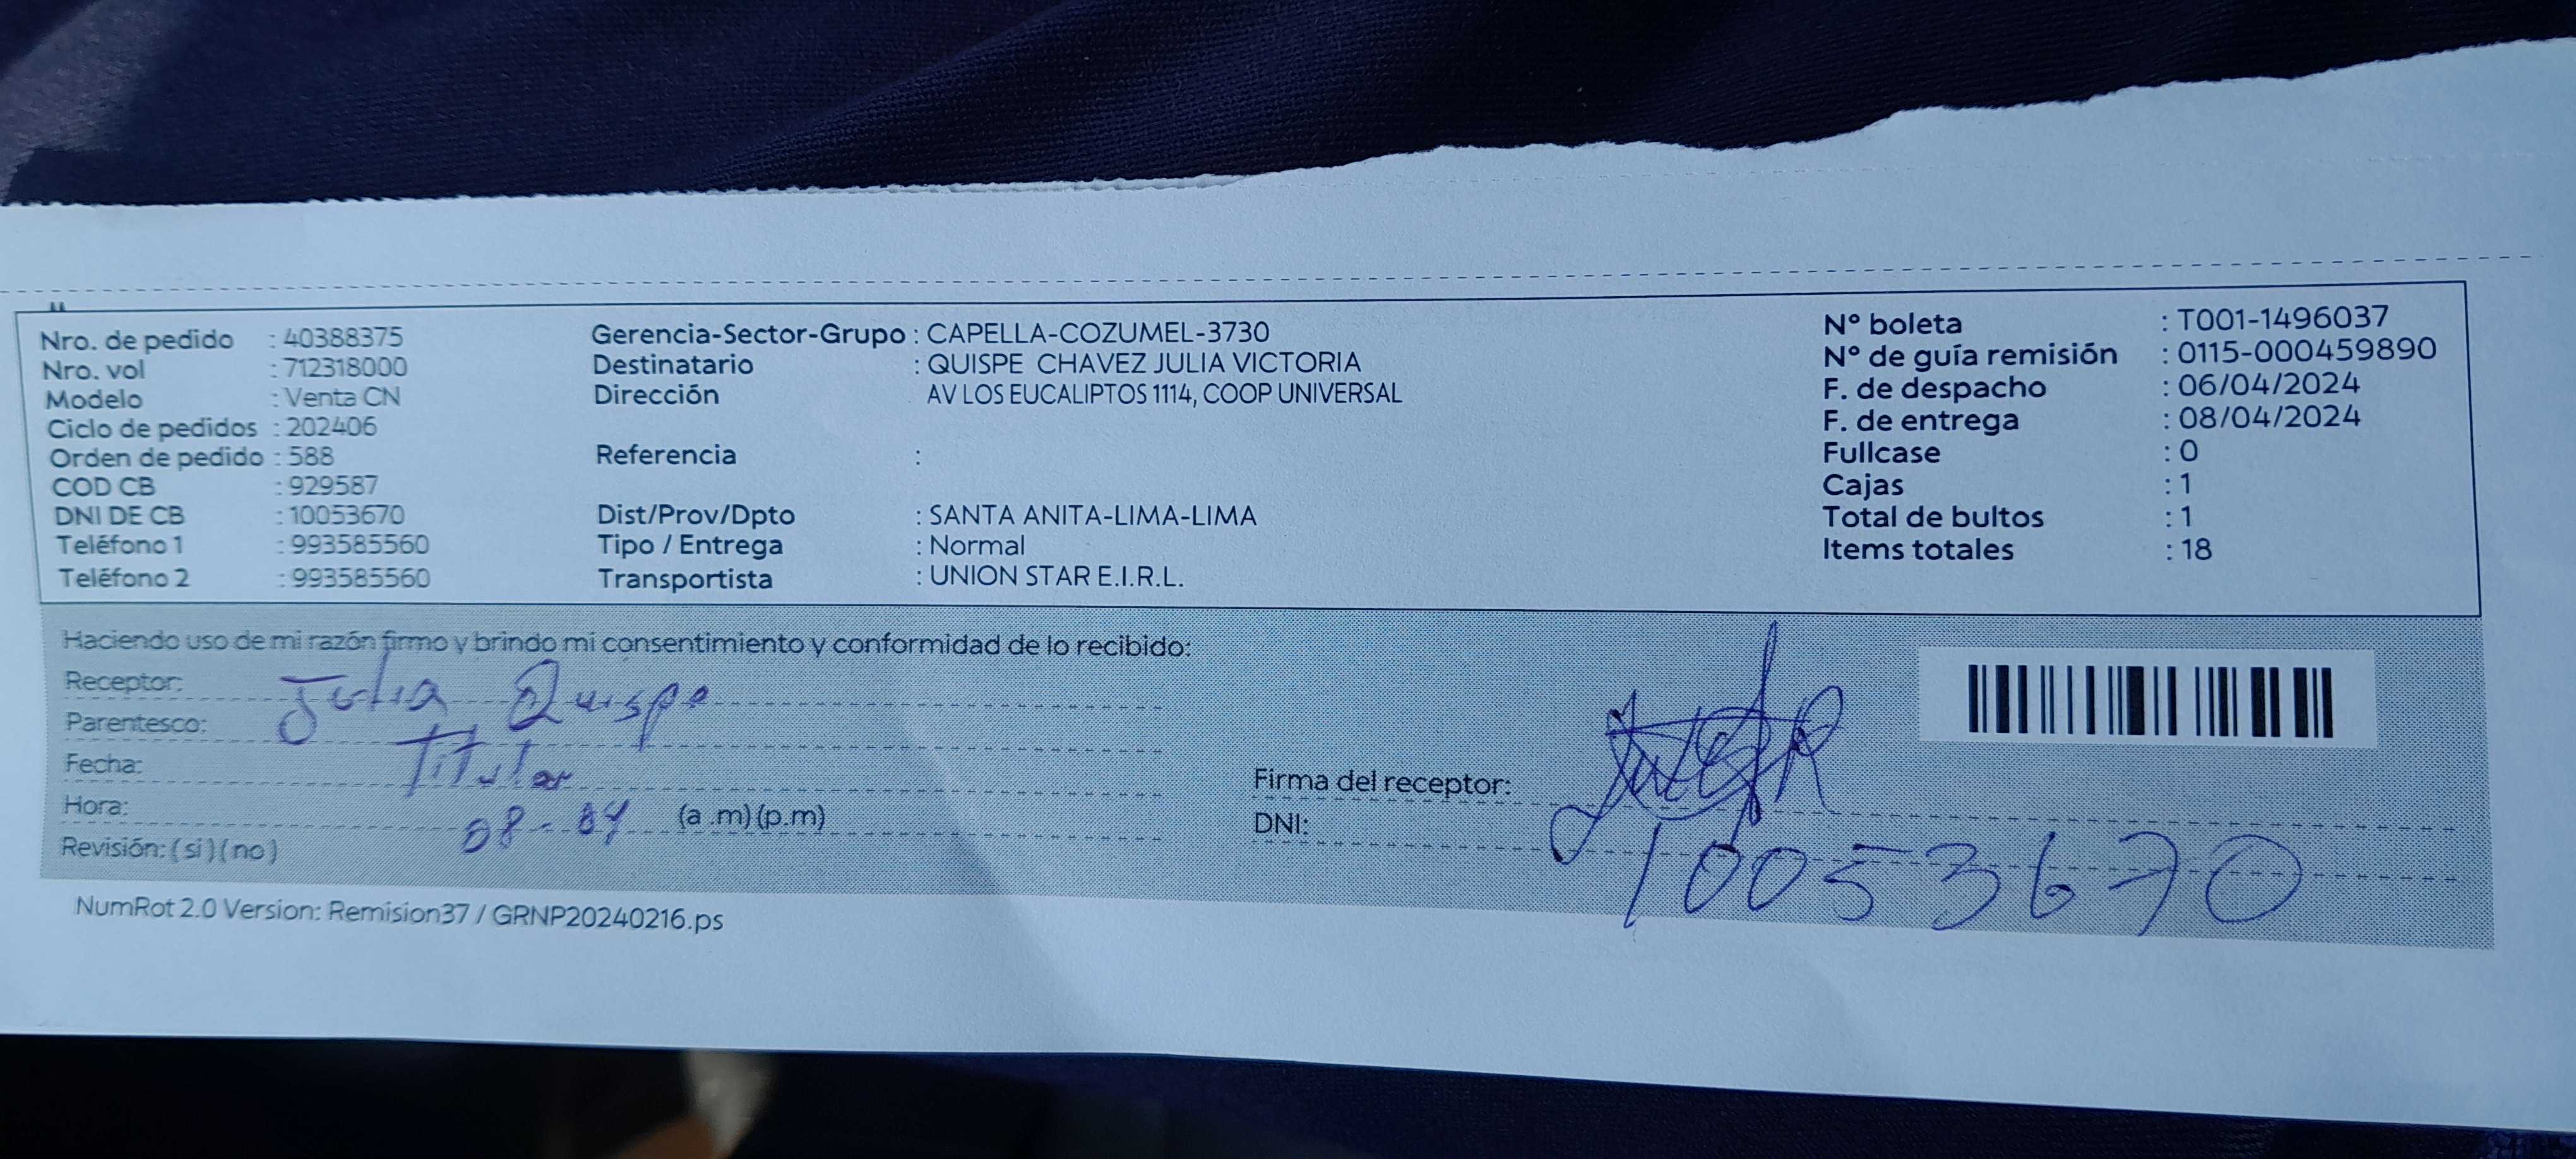 Nro. de pedido : 40388375
Nro. vol : 712318000
Modelo : Venta CN
Ciclo de pedidos : 202406
Orden de pedido : 588
COD CB : 929587
DNI DE CB : 10053670
Teléfono 1 : 993585560
Teléfono 2 : 993585560
Gerencia-Sector-Grupo : CAPELLA-COZUMEL-3730
Destinatario : QUISPE CHAVEZ JULIA VICTORIA
Dirección AV LOS EUCALIPTOS 1114, COOP UNIVERSAL
Referencia :
Dist/Prov/Dpto : SANTA ANITA-LIMA-LIMA
Tipo / Entrega : Normal
Transportista : UNION STAR E.I.R.L.
N° boleta : T001-1496037
N° de guía remisión : 0115-000459890
F. de despacho : 06/04/2024
F. de entrega : 08/04/2024
Fullcase : 0
Cajas : 1
Total de bultos : 1
Items totales : 18
Haciendo uso de mi razón firmo y brindo mi consentimiento y conformidad de lo recibido:
Receptor: Julia Quispe
Parentesco: Titular
Fecha: 08-04
Hora: (a.m)(p.m)
Revisión: (si)(no)
Firma del receptor:
DNI: 10053670
NumRot 2.0 Version: Remision37 / GRNP20240216.ps